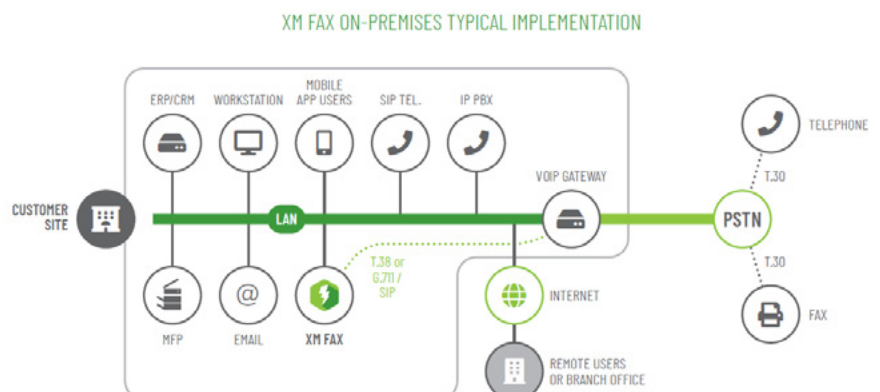 XM FAX ON-PREMISES TYPICAL IMPLEMENTATION
ERP/CRM
WORKSTATION
MOBILE
APP USERS
SIP TEL.
IP PBX
TELEPHONE
VOIP GATEWAY
T.30
CUSTOMER
SITE
LAN
PSTN
T.38 or
G.711 /
SIP
T.30
@
INTERNET
MFP
EMAIL
XM FAX
FAX
REMOTE USERS
OR BRANCH OFFICE